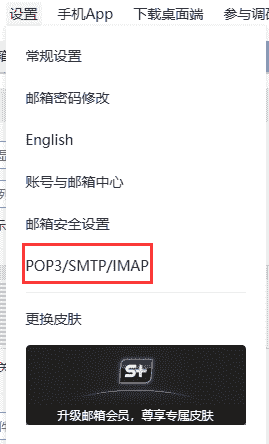 设置 手机App 下载桌面端 参与调
常规设置
邮箱密码修改
English
账号与邮箱中心
邮箱安全设置
POP3/SMTP/IMAP
更换皮肤
S+
升级邮箱会员，尊享专属皮肤